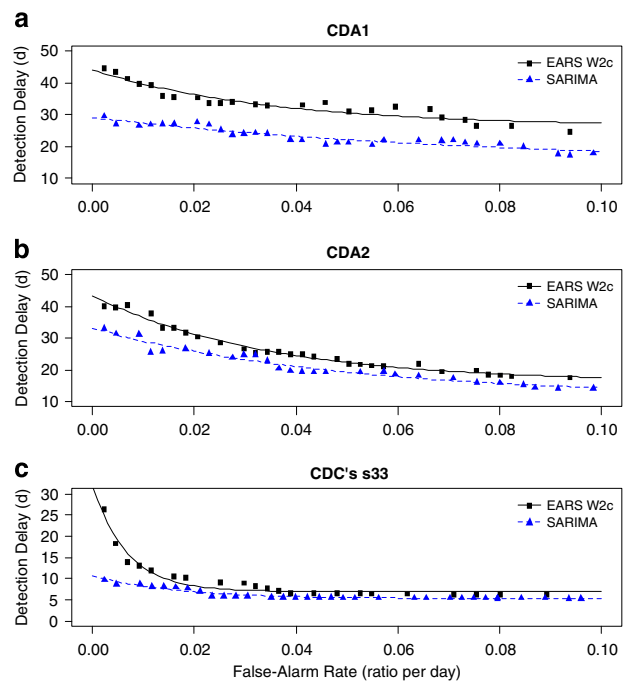 a
CDA1
Detection Delay (d)
50
40
30
20
10
EARS W2c
SARIMA
0.00 0.02 0.04 0.06 0.08 0.10
b
CDA2
Detection Delay (d)
50
40
30
20
10
EARS W2c
SARIMA
0.00 0.02 0.04 0.06 0.08 0.10
c
CDC's s33
Detection Delay (d)
30
25
20
15
10
5
0
EARS W2c
SARIMA
0.00 0.02 0.04 0.06 0.08 0.10
False-Alarm Rate (ratio per day)